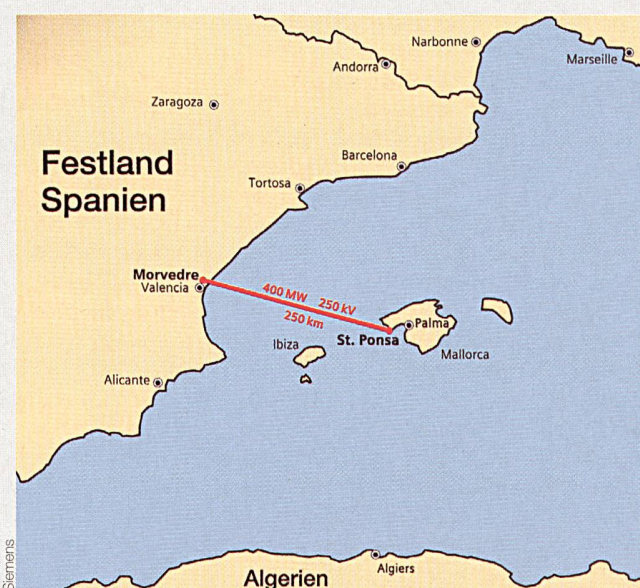 Narbonne
Marseille
Andorra
Zaragoza
Barcelona
Festland
Spanien
Tortosa
Morvedre
Valencia
400 MW 250 kV
250 km
Palma
St. Ponsa
Ibiza
Mallorca
Alicante
Siemens
Algiers
Algerien